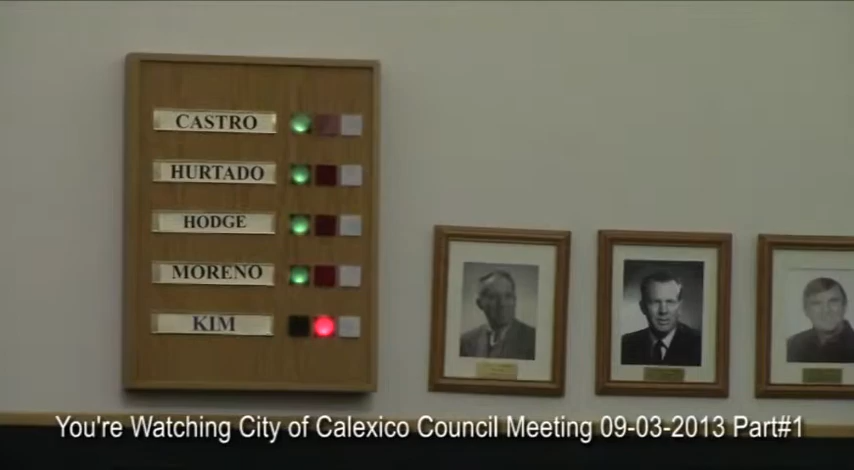 CASTRO
HURTADO
HODGE
MORENO
KIM
You're Watching City of Calexico Council Meeting 09-03-2013 Part#1